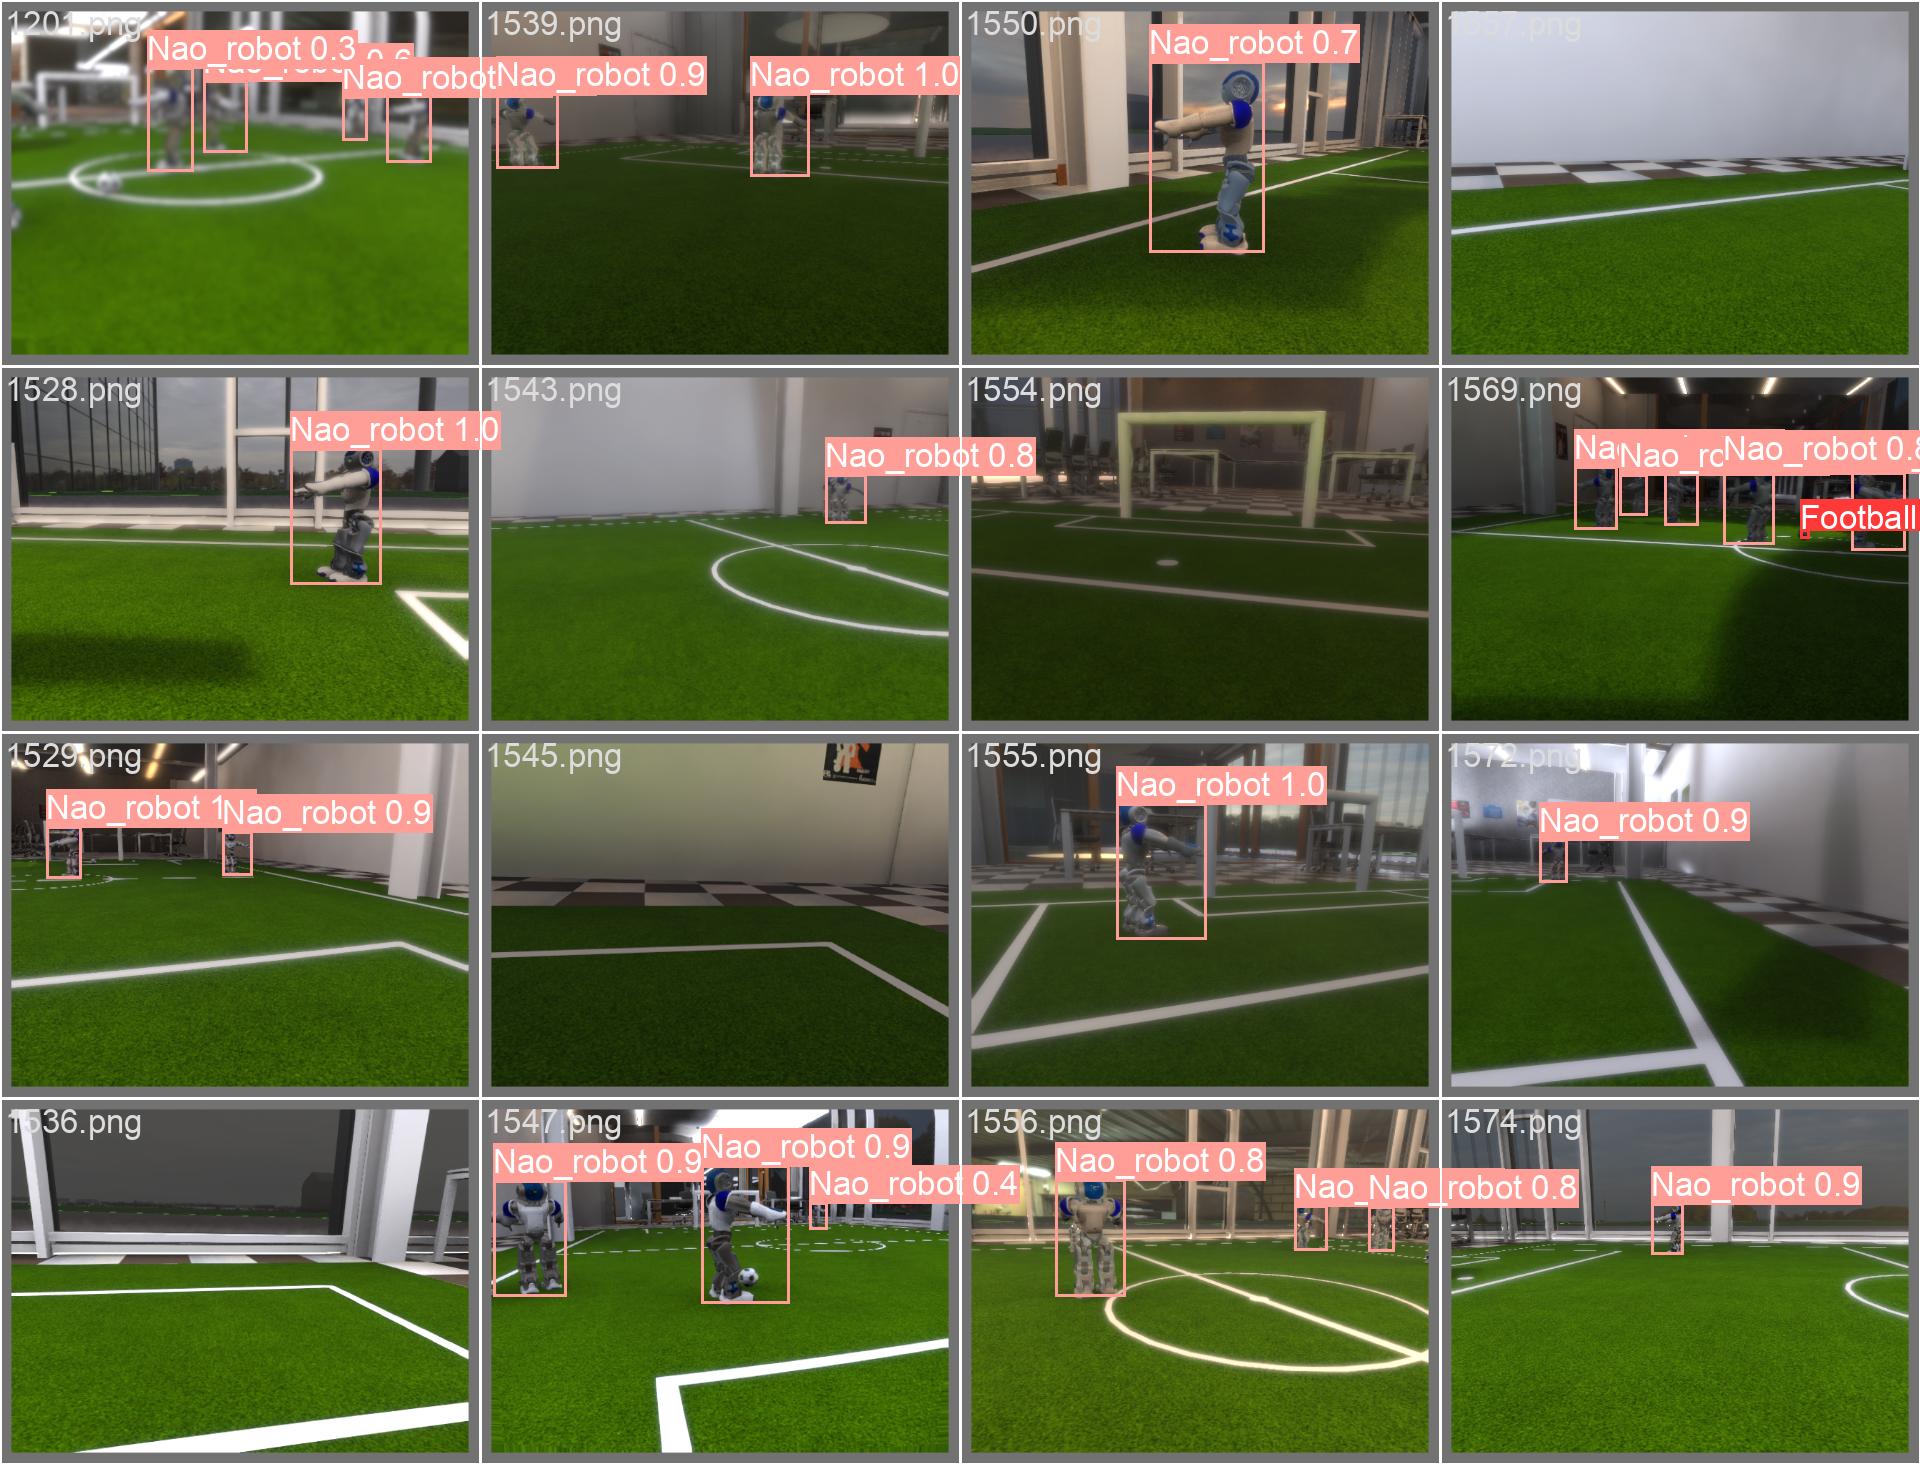 1201.png
Nao_robot 0.3
0.6
Nao_robot
1539.png
Nao_robot 0.9
Nao_robot 1.0
1550.png
Nao_robot 0.7
1557.png
1528.png
Nao_robot 1.0
1543.png
Nao_robot 0.8
1554.png
1569.png
Nao_robot 0.8
Football
1529.png
Nao_robot 1
Nao_robot 0.9
1545.png
1555.png
Nao_robot 1.0
1572.png
Nao_robot 0.9
1536.png
1547.png
Nao_robot 0.9
Nao_robot 0.9
Nao_robot 0.4
1556.png
Nao_robot 0.8
Nao_
Nao_robot 0.8
1574.png
Nao_robot 0.9